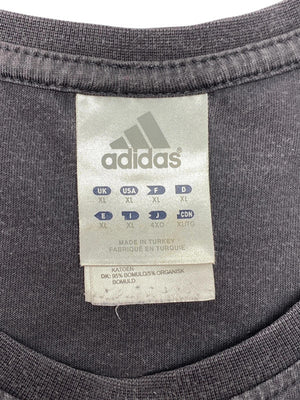 adidas®
UK USA F D
XL XL XL XL
E I J *CDN
XL XL 4XO XL/TG
MADE IN TURKEY
FABRIQUÉ EN TURQUIE
KATOEN
DK: 95% BOMULD/5% ORGANISK
BOMULD